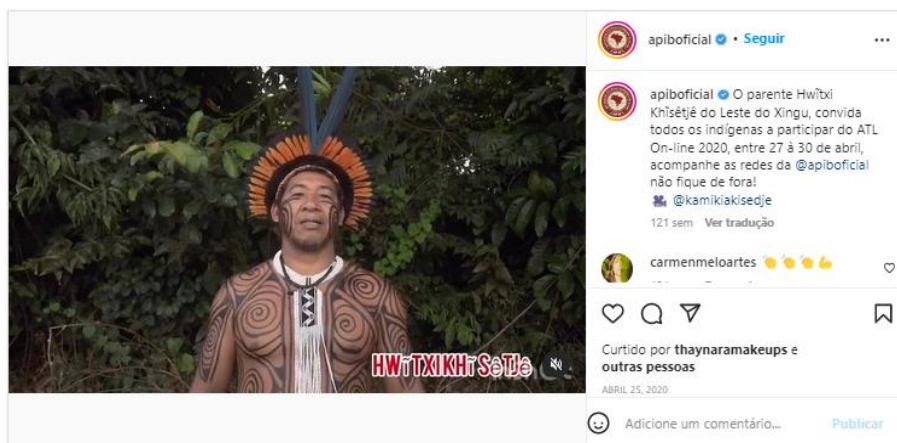 HWĩTXIKHĩSêTJê
apiboficial • Seguir
apiboficial O parente Hwĩtxi
Khĩsêtjê do Leste do Xingu, convida
todos os indígenas a participar do ATL
On-line 2020, entre 27 à 30 de abril,
acompanhe as redes da @apiboficial
não fique de fora!
@kamikiakisedje
121 sem Ver tradução
carmenmeloartes
Curtido por thaynaramakeups e
outras pessoas
ABRIL 25, 2020
Adicione um comentário... Publicar